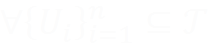 ∀{U_i}_{i=1}^n ⊆ 𝒯